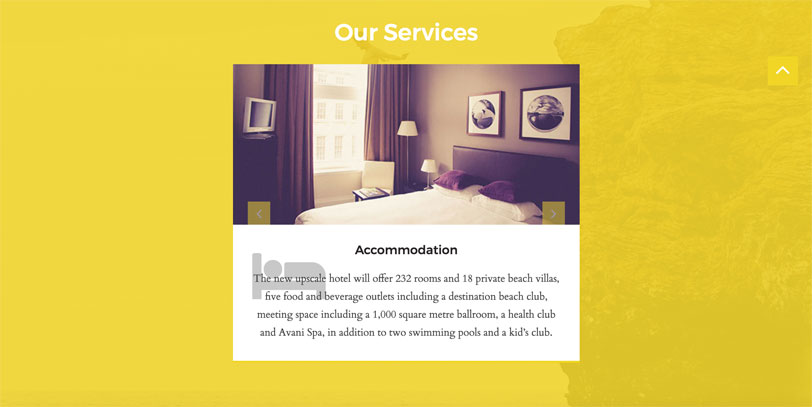 Our Services
Accommodation
The new upscale hotel will offer 232 rooms and 18 private beach villas,
five food and beverage outlets including a destination beach club,
meeting space including a 1,000 square metre ballroom, a health club
and Avani Spa, in addition to two swimming pools and a kid’s club.